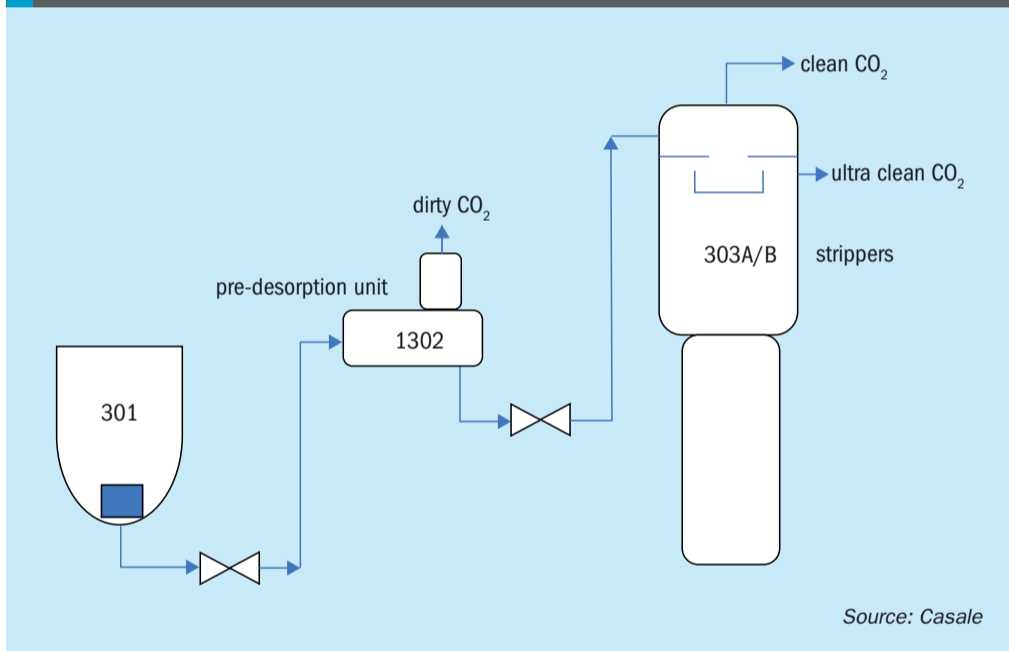 clean CO₂
ultra clean CO₂
dirty CO₂
303A/B
strippers
pre-desorption unit
1302
301
Source: Casale